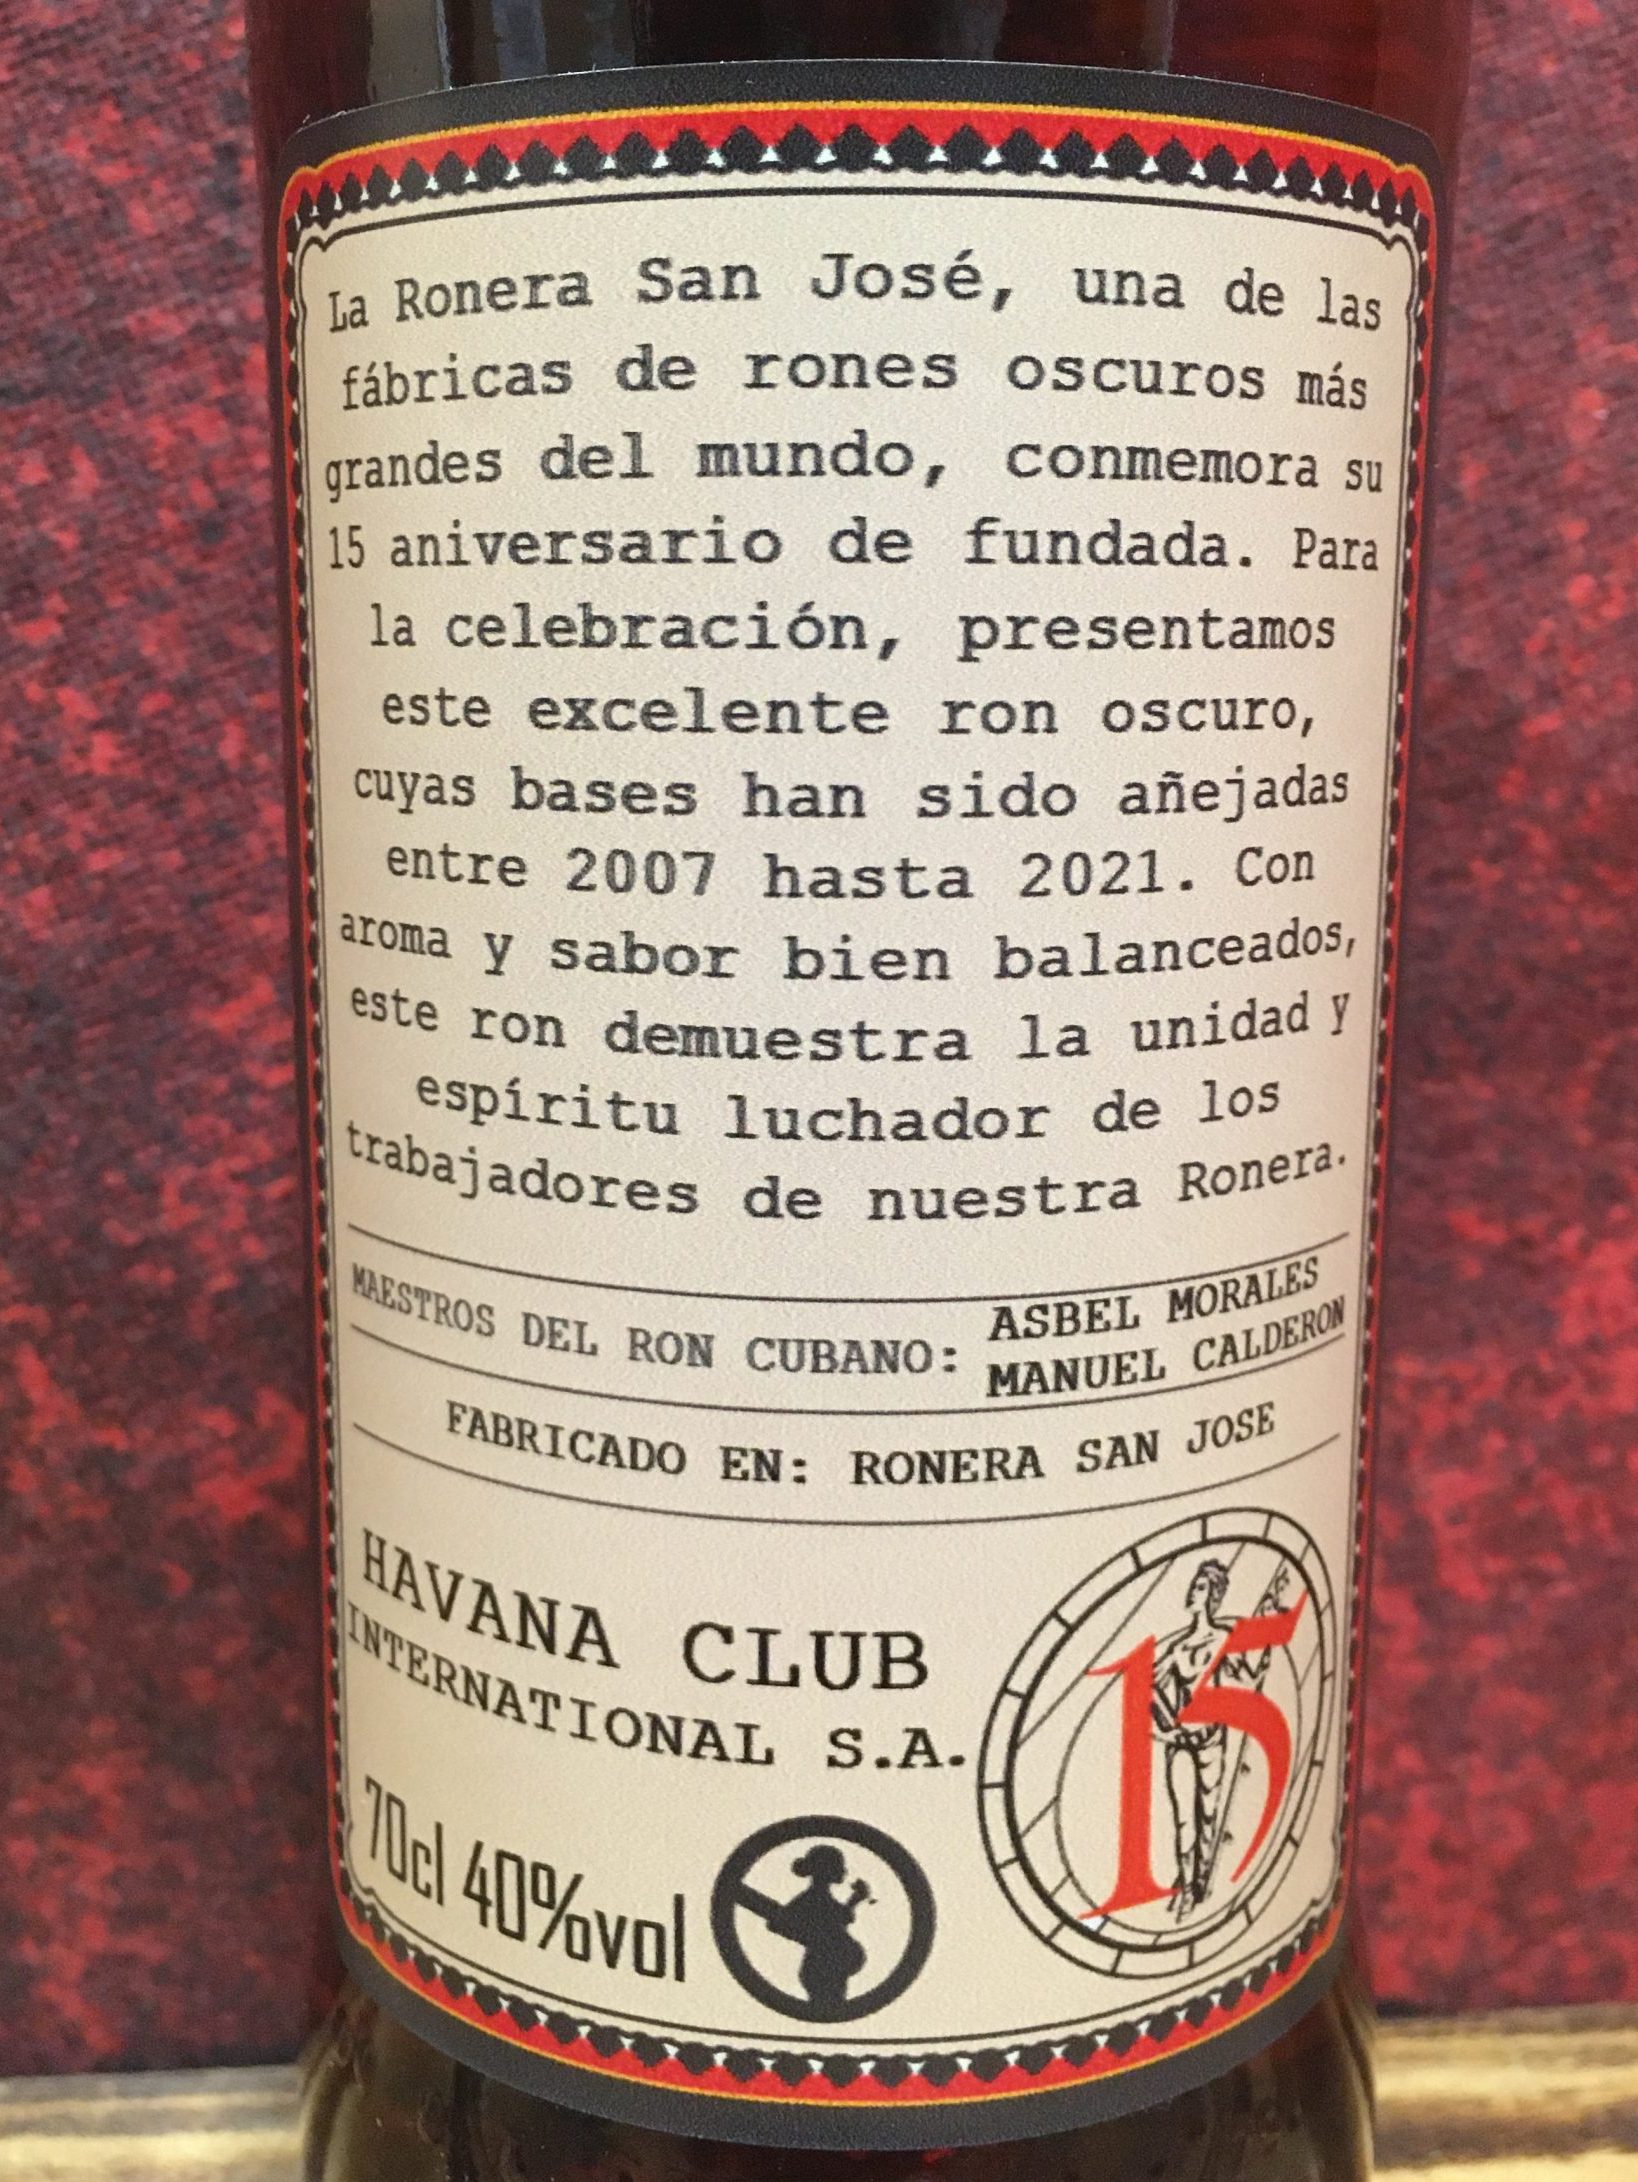 La Ronera San José, una de las
fábricas de rones oscuros más
grandes del mundo, conmemora su
15 aniversario de fundada. Para
la celebración, presentamos
este excelente ron oscuro,
cuyas bases han sido añejadas
entre 2007 hasta 2021. Con
aroma y sabor bien balanceados,
este ron demuestra la unidad y
espíritu luchador de los
trabajadores de nuestra Ronera.
MAESTROS DEL RON CUBANO: ASBEL MORALES
MANUEL CALDERON
FABRICADO EN: RONERA SAN JOSE
HAVANA CLUB
INTERNATIONAL S.A.
15
70cl 40%vol